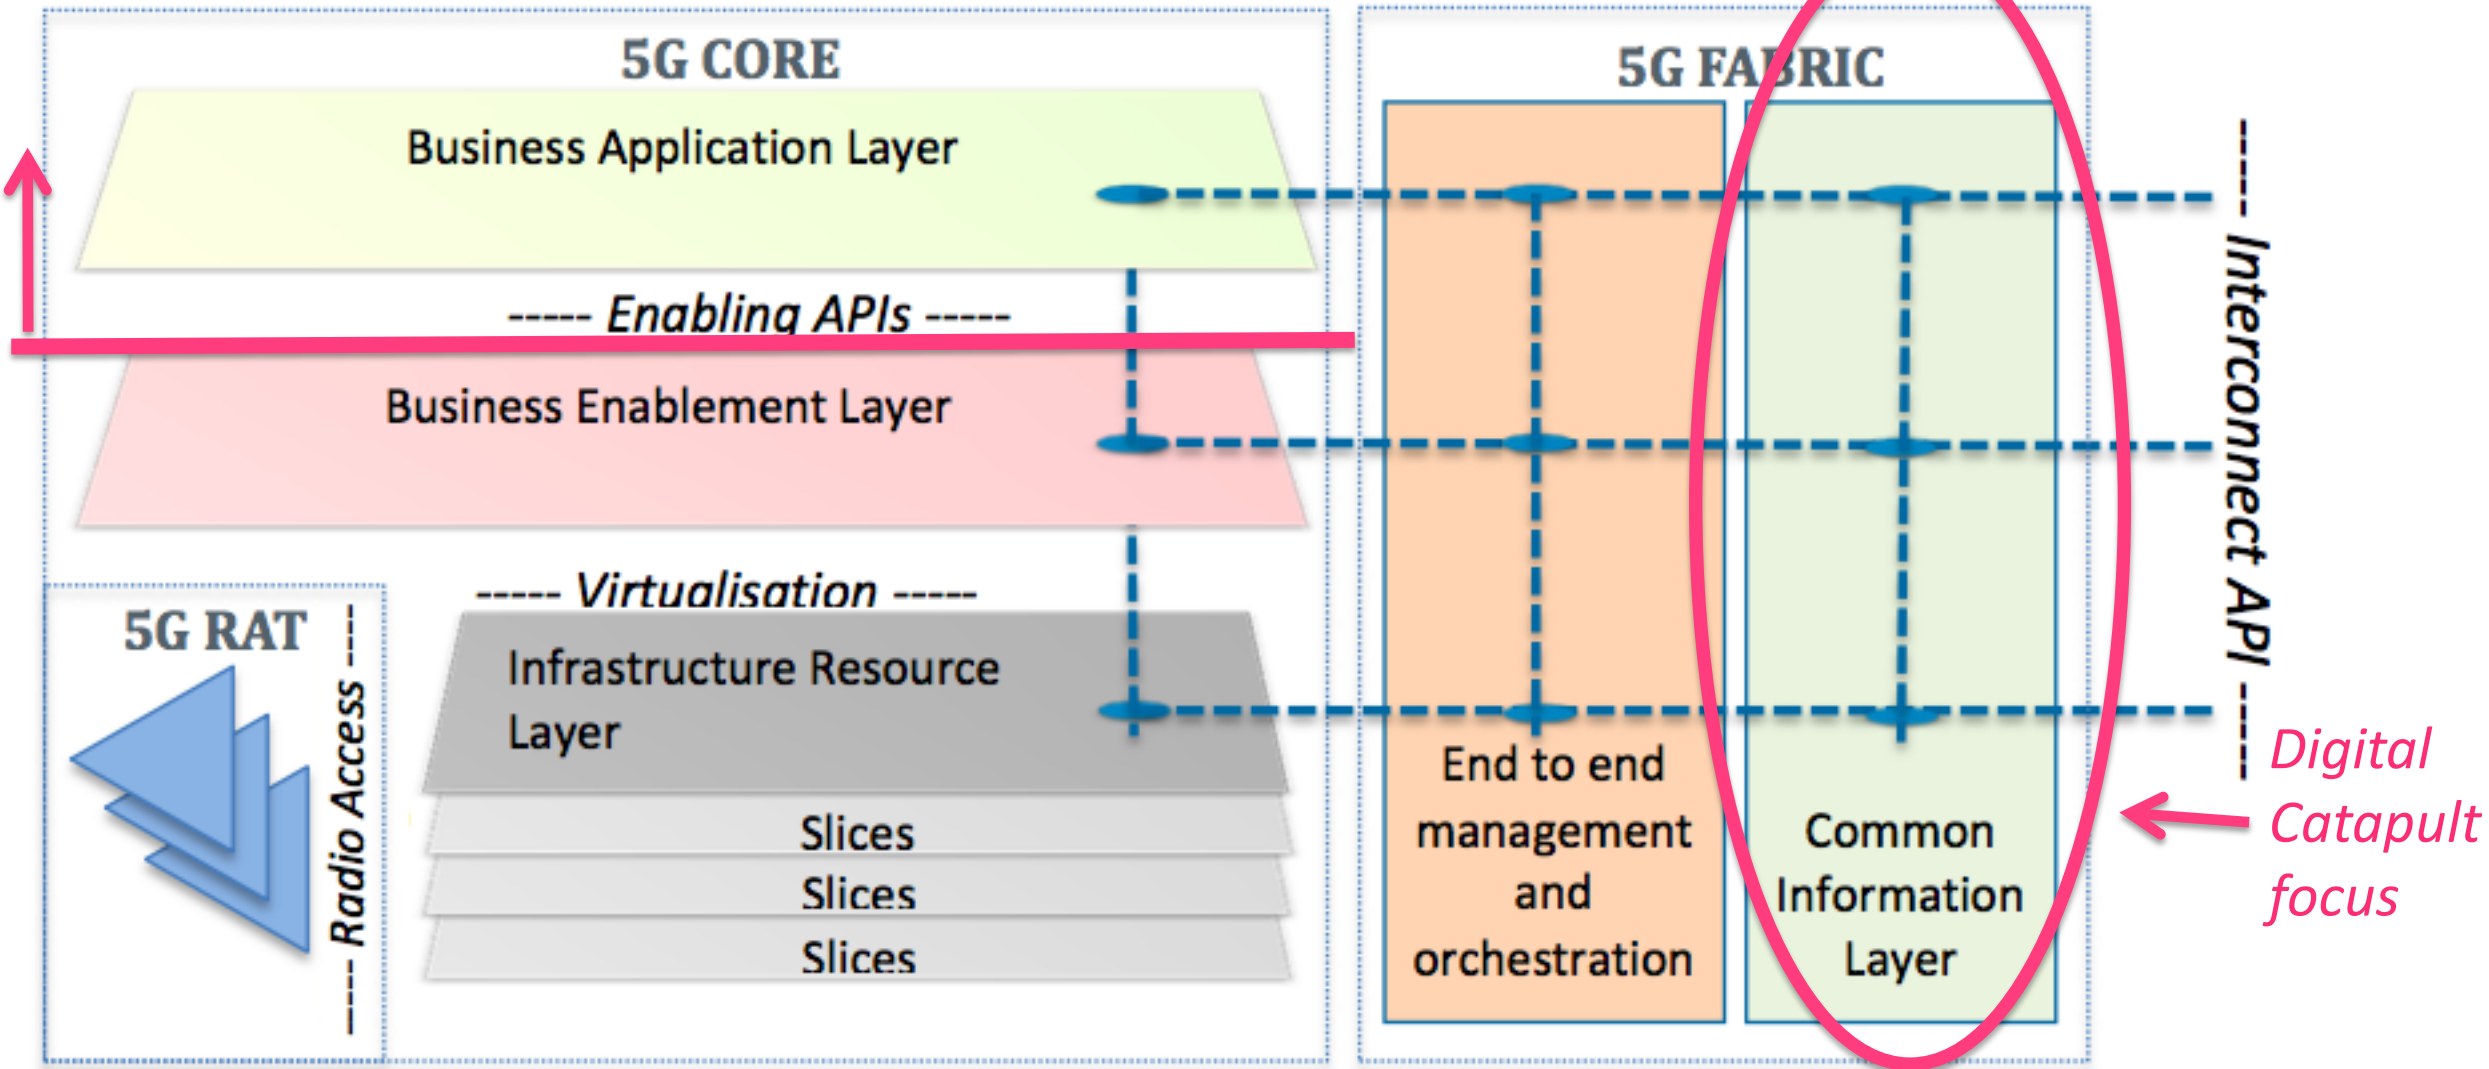 5G CORE
Business Application Layer
----- Enabling APIs -----
Business Enablement Layer
----- Virtualisation -----
Infrastructure Resource
Layer
Slices
Slices
Slices
5G RAT
----- Radio Access -----
5G FABRIC
End to end
management
and
orchestration
Common
Information
Layer
----- Interconnect API -----
Digital
Catapult
focus